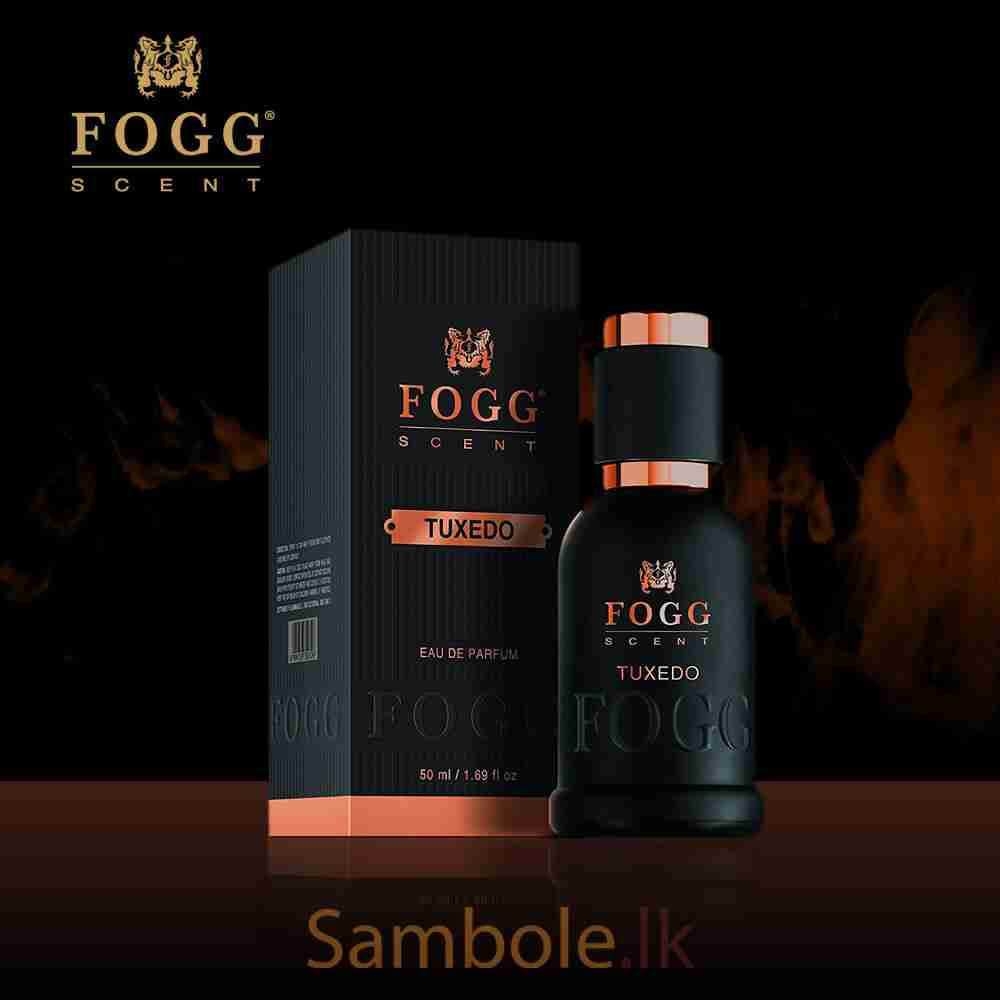 FOGG®
SCENT
FOGG®
SCENT
TUXEDO
EAU DE PARFUM
FOGG
FOGG
50 ml / 1.69 fl oz
FOGG
SCENT
TUXEDO
FOGG
Sambole.lk